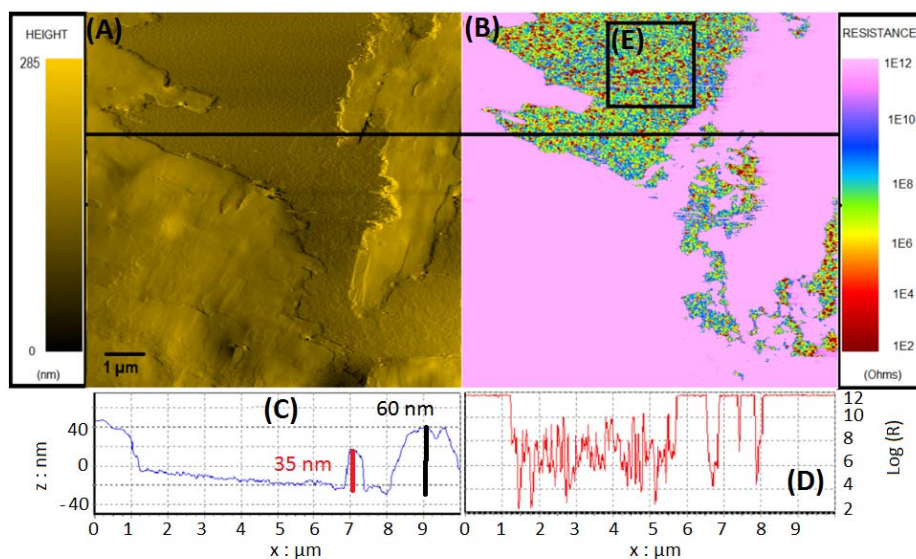 HEIGHT
285
0
(nm)
(A)
1 µm
(B)
(E)
RESISTANCE
1E12
1E10
1E8
1E6
1E4
1E2
(Ohms)
(C)
60 nm
35 nm
z : nm
40
0
- 40
0 1 2 3 4 5 6 7 8 9
x : µm
(D)
12
10
8
6
4
2
Log (R)
0 1 2 3 4 5 6 7 8 9
x : µm